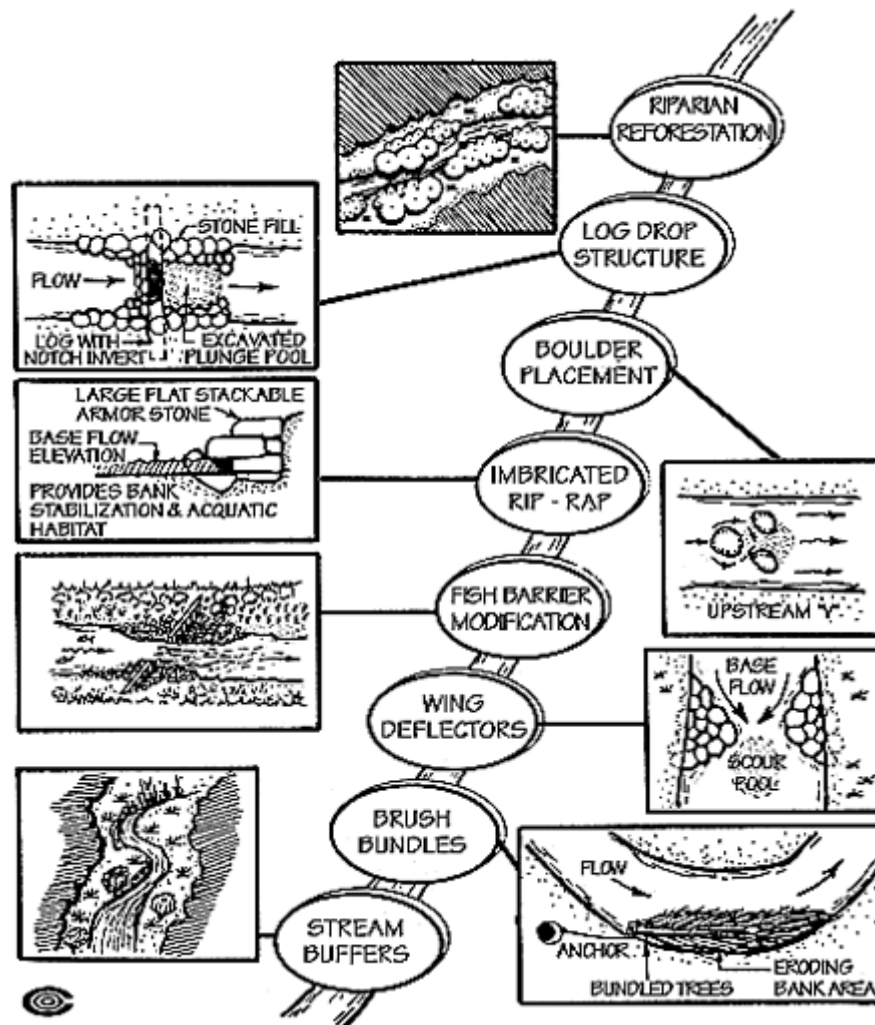 RIPARIAN
REFORESTATION
LOG DROP
STRUCTURE
STONE FILL
FLOW
LOG WITH
NOTCH INVERT
EXCAVATED
PLUNGE POOL
BOULDER
PLACEMENT
LARGE FLAT STACKABLE
ARMOR STONE
BASE FLOW
ELEVATION
PROVIDES BANK
STABILIZATION & ACQUATIC
HABITAT
IMBRICATED
RIP - RAP
UPSTREAM "V"
FISH BARRIER
MODIFICATION
WING
DEFLECTORS
BASE
FLOW
SCOUR
POOL
BRUSH
BUNDLES
FLOW
ANCHOR
BUNDLED TREES
ERODING
BANK AREA
STREAM
BUFFERS